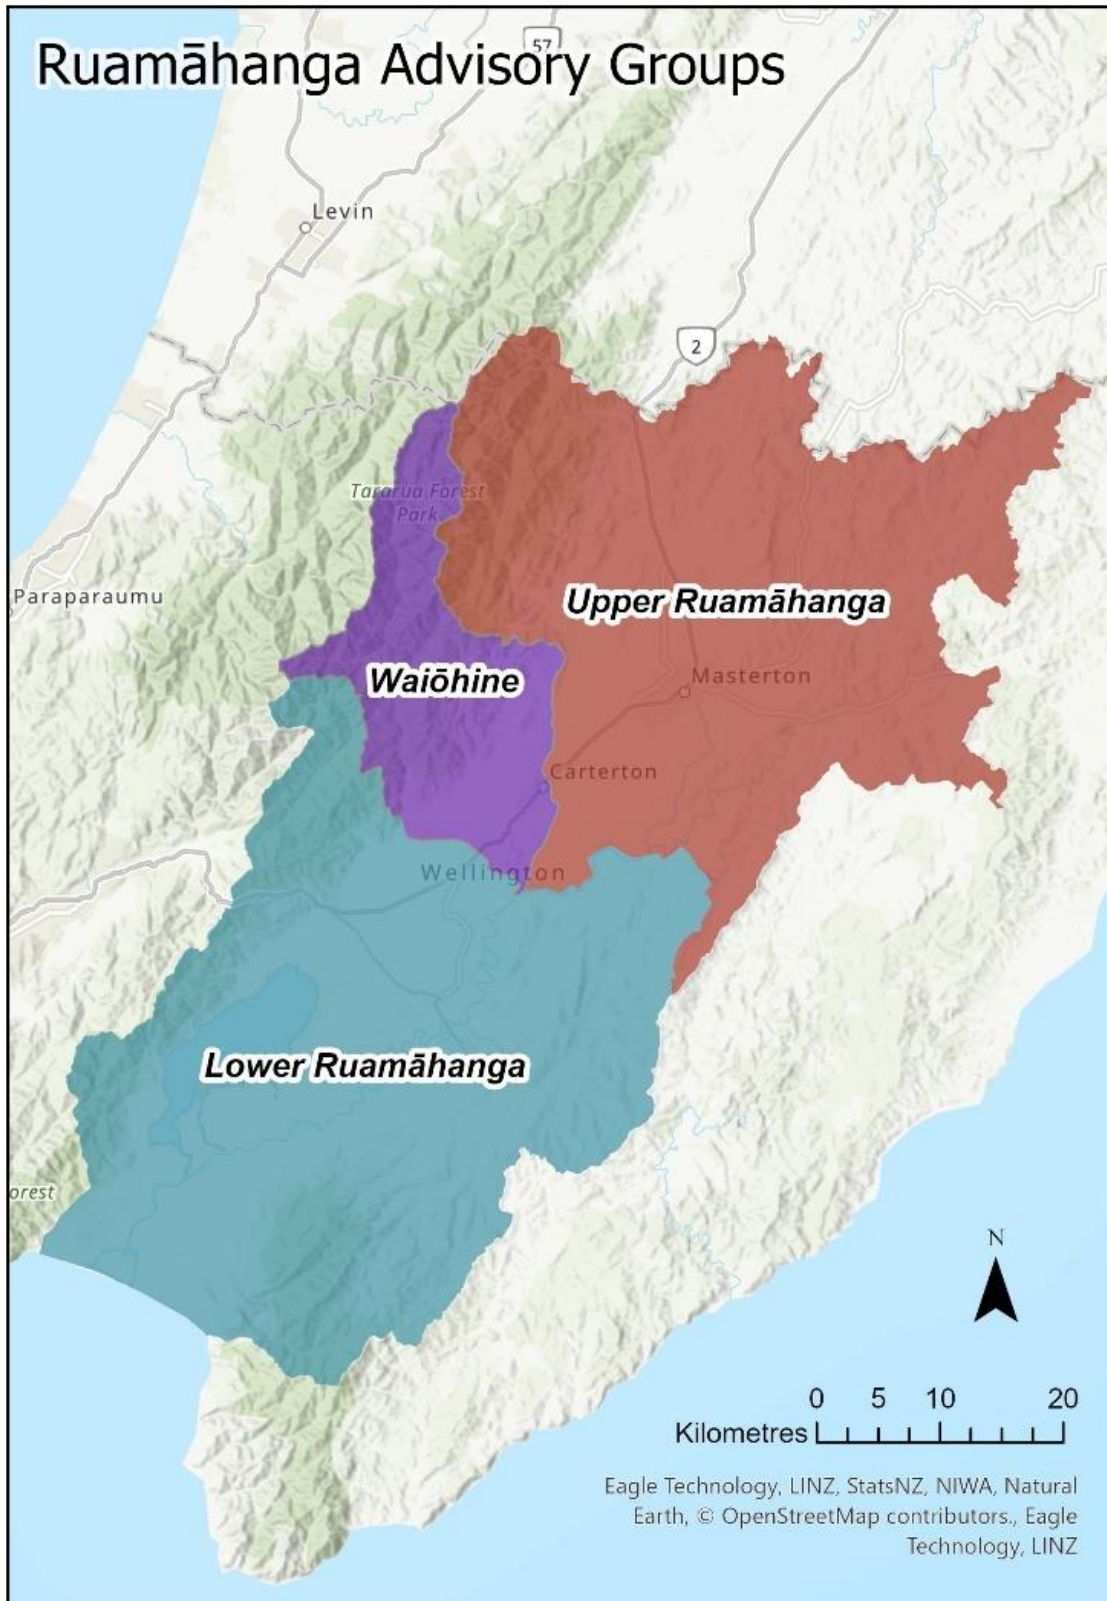 Ruamāhanga Advisory Groups
57
Levin
2
Tararua Forest
Park
Paraparaumu
Upper Ruamāhanga
Waiōhine
Masterton
Carterton
Wellington
Lower Ruamāhanga
orest
N
0 5 10 20
Kilometres
Eagle Technology, LINZ, StatsNZ, NIWA, Natural
Earth, © OpenStreetMap contributors., Eagle
Technology, LINZ